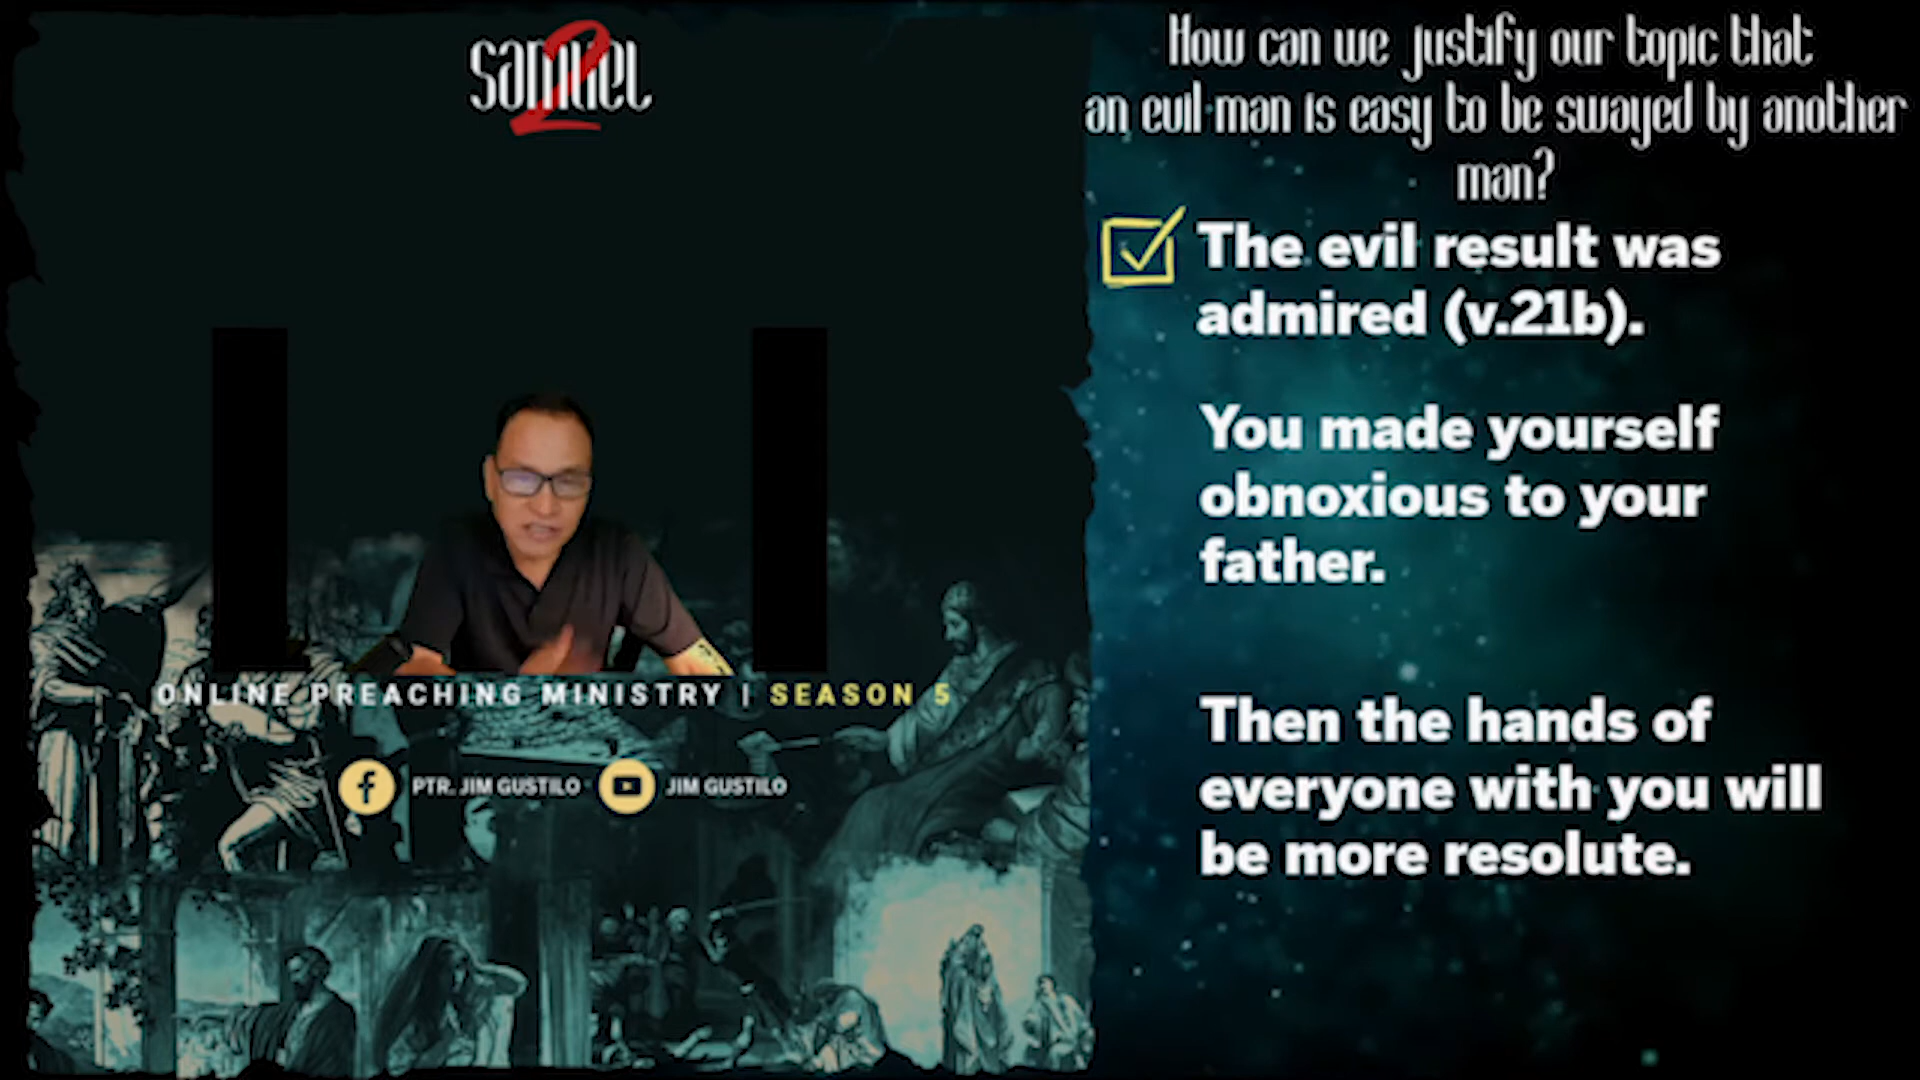 Samuel
2
ONLINE PREACHING MINISTRY | SEASON 5
PTR. JIM GUSTILO
JIM GUSTILO
How can we justify our topic that
an evil man is easy to be swayed by another
man?
The evil result was
admired (v.21b).
You made yourself
obnoxious to your
father.
Then the hands of
everyone with you will
be more resolute.